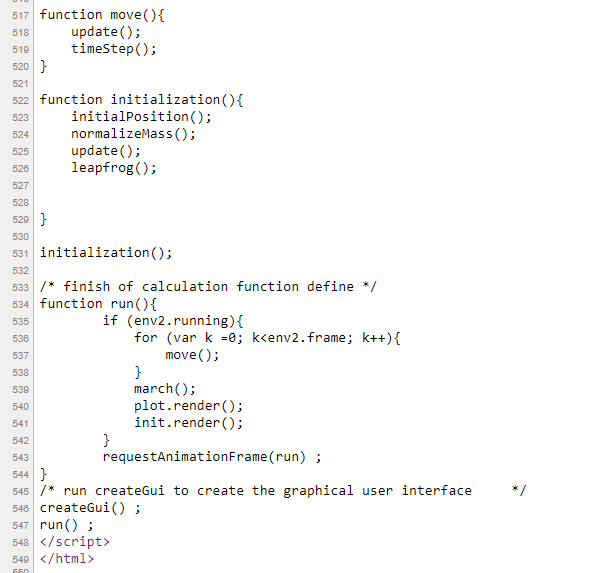 517 function move(){
518     update();
519     timeStep();
520 }
521
522 function initialization(){
523     initialPosition();
524     normalizeMass();
525     update();
526     leapfrog();
527
528
529 }
530
531 initialization();
532
533 /* finish of calculation function define */
534 function run(){
535         if (env2.running){
536             for (var k =0; k<env2.frame; k++){
537                 move();
538             }
539             march();
540             plot.render();
541             init.render();
542         }
543         requestAnimationFrame(run) ;
544 }
545 /* run createGui to create the graphical user interface     */
546 createGui() ;
547 run() ;
548 </script>
549 </html>